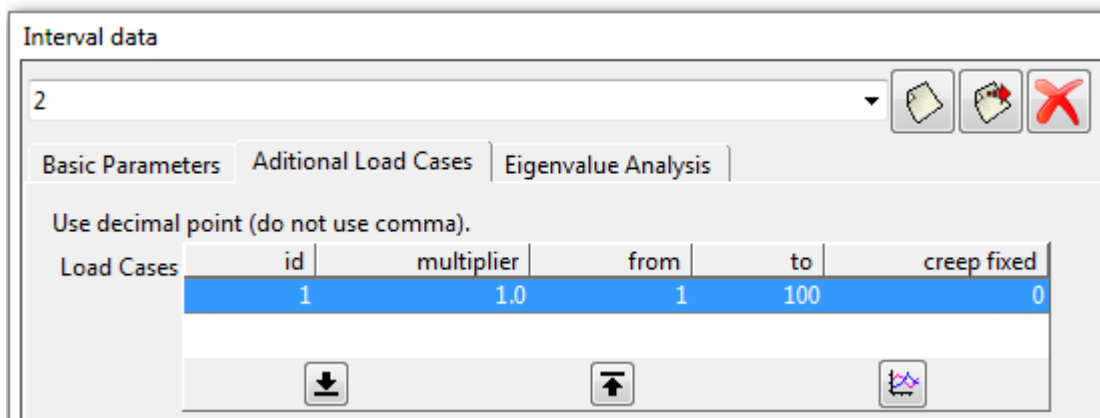 Interval data
2
Basic Parameters Aditional Load Cases Eigenvalue Analysis
Use decimal point (do not use comma).
Load Cases id multiplier from to creep fixed
1 1.0 1 100 0